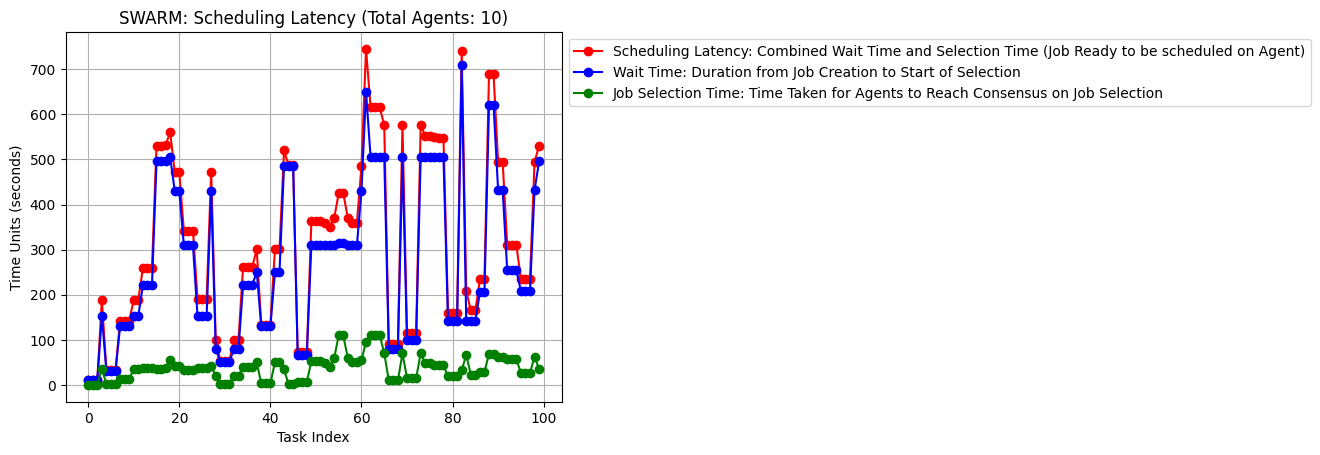 SWARM: Scheduling Latency (Total Agents: 10)
Scheduling Latency: Combined Wait Time and Selection Time (Job Ready to be scheduled on Agent)
Wait Time: Duration from Job Creation to Start of Selection
Job Selection Time: Time Taken for Agents to Reach Consensus on Job Selection
Time Units (seconds)
700
600
500
400
300
200
100
0
0 20 40 60 80 100
Task Index